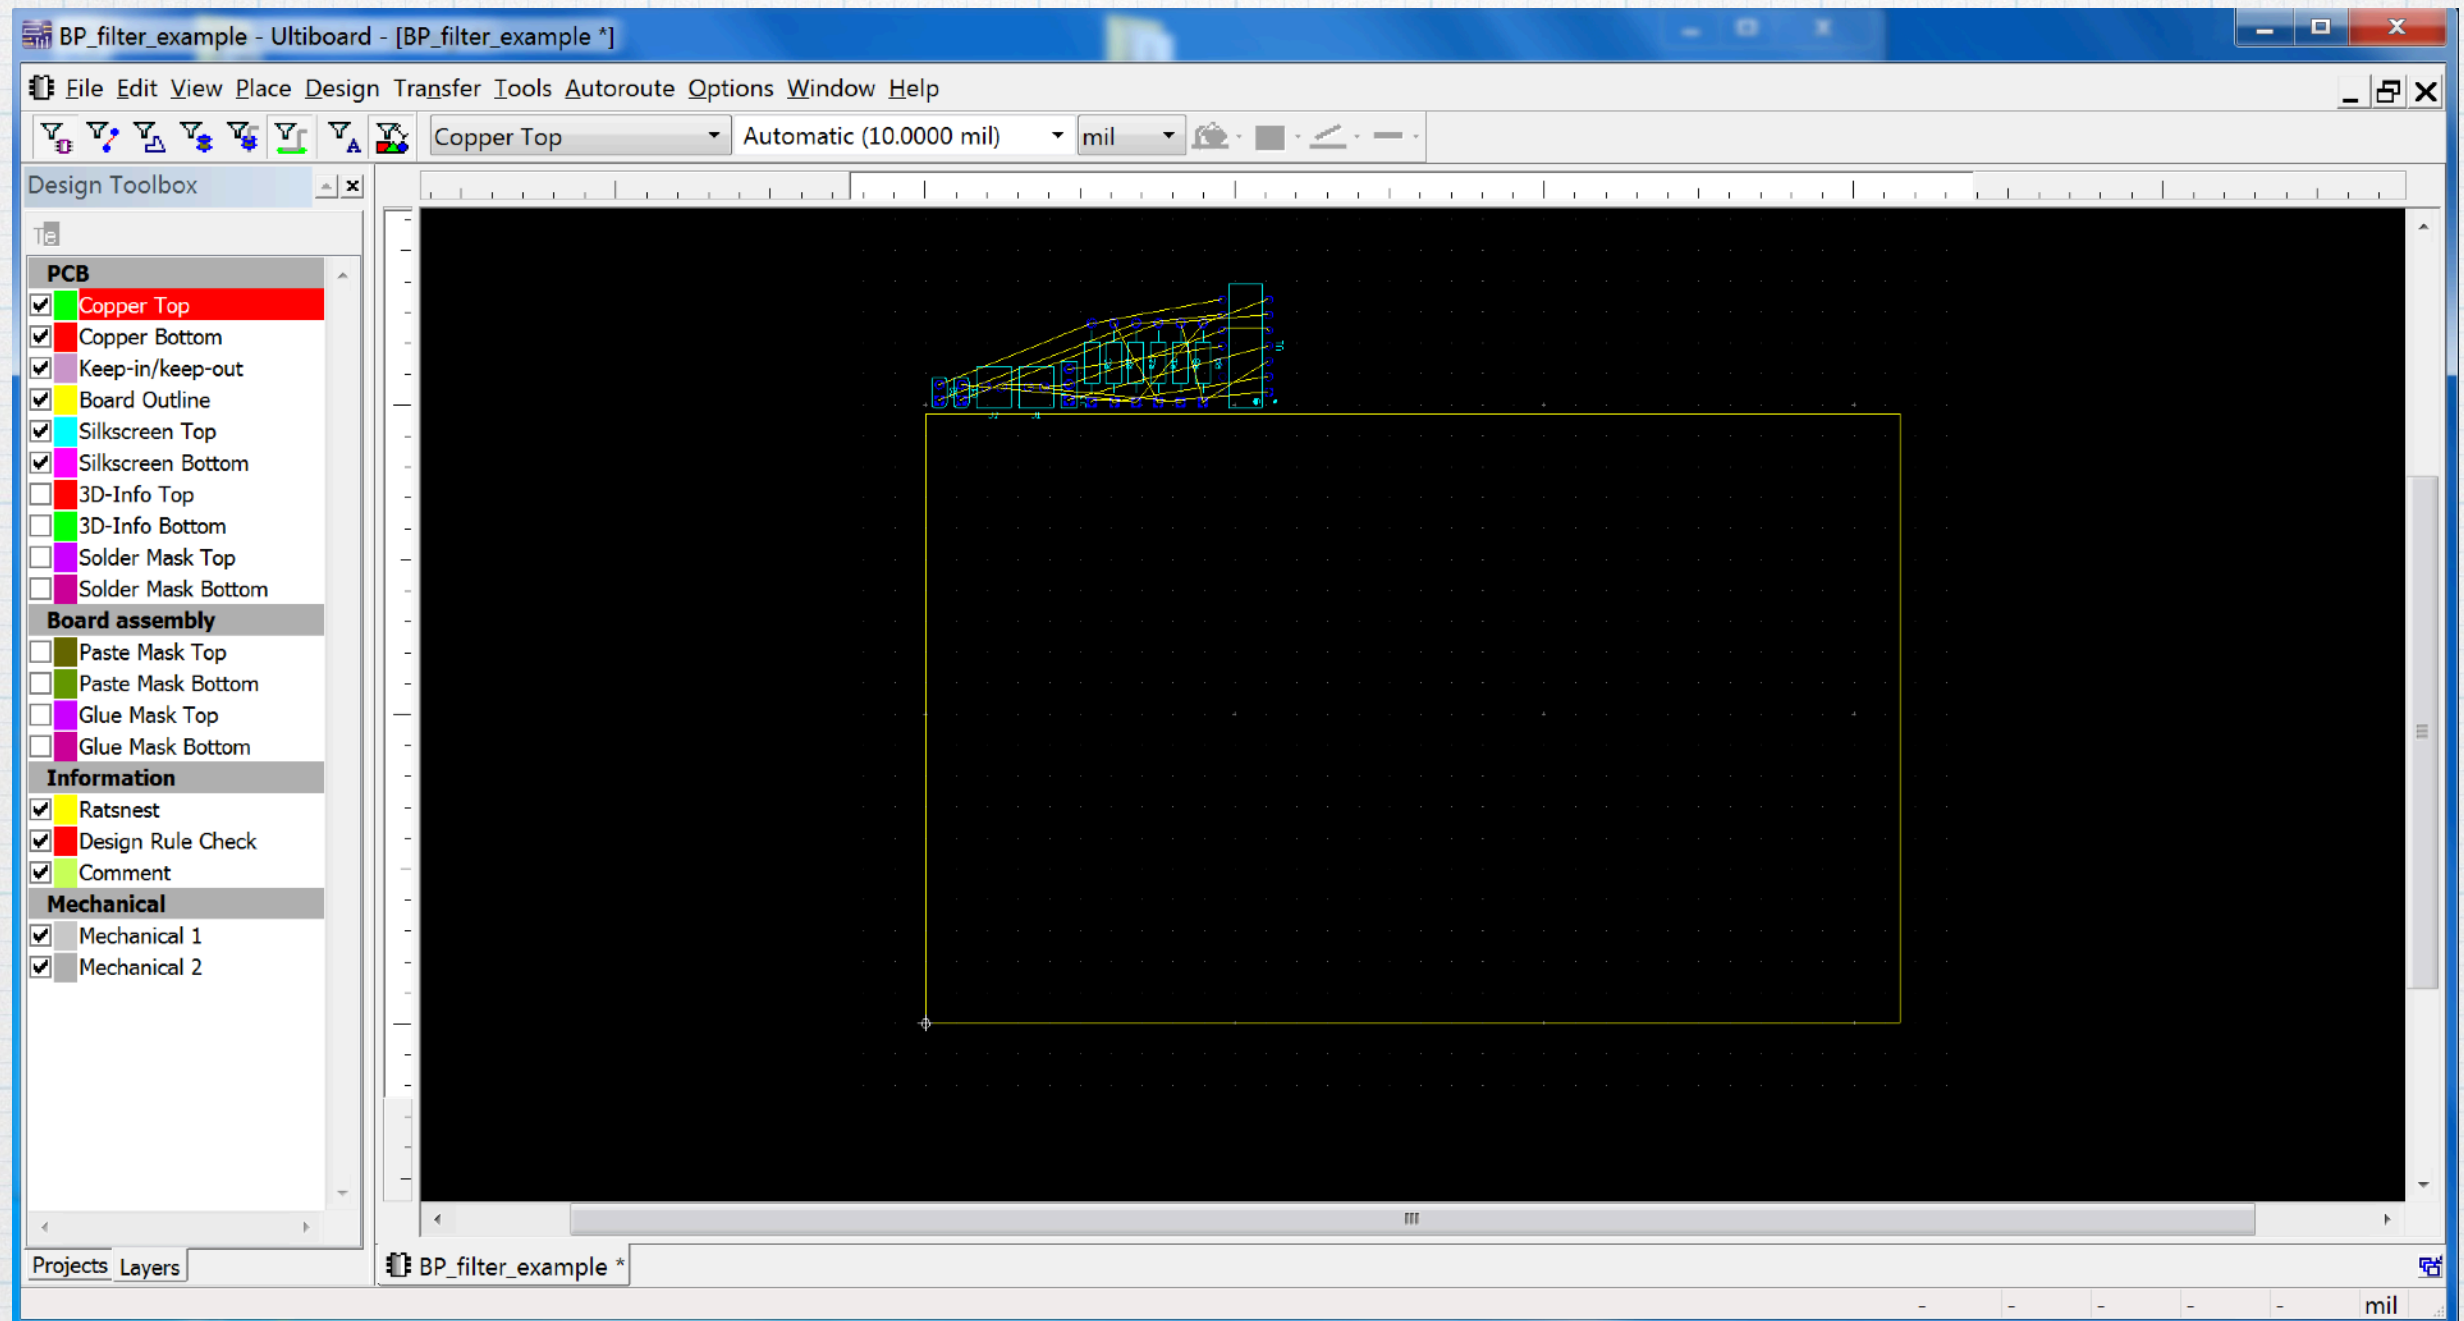 BP_filter_example - Ultiboard - [BP_filter_example *]
File Edit View Place Design Transfer Tools Autoroute Options Window Help
Copper Top Automatic (10.0000 mil) mil
Design Toolbox
PCB
Copper Top
Copper Bottom
Keep-in/keep-out
Board Outline
Silkscreen Top
Silkscreen Bottom
3D-Info Top
3D-Info Bottom
Solder Mask Top
Solder Mask Bottom
Board assembly
Paste Mask Top
Paste Mask Bottom
Glue Mask Top
Glue Mask Bottom
Information
Ratsnest
Design Rule Check
Comment
Mechanical
Mechanical 1
Mechanical 2
Projects Layers
BP_filter_example *
- - - - - mil